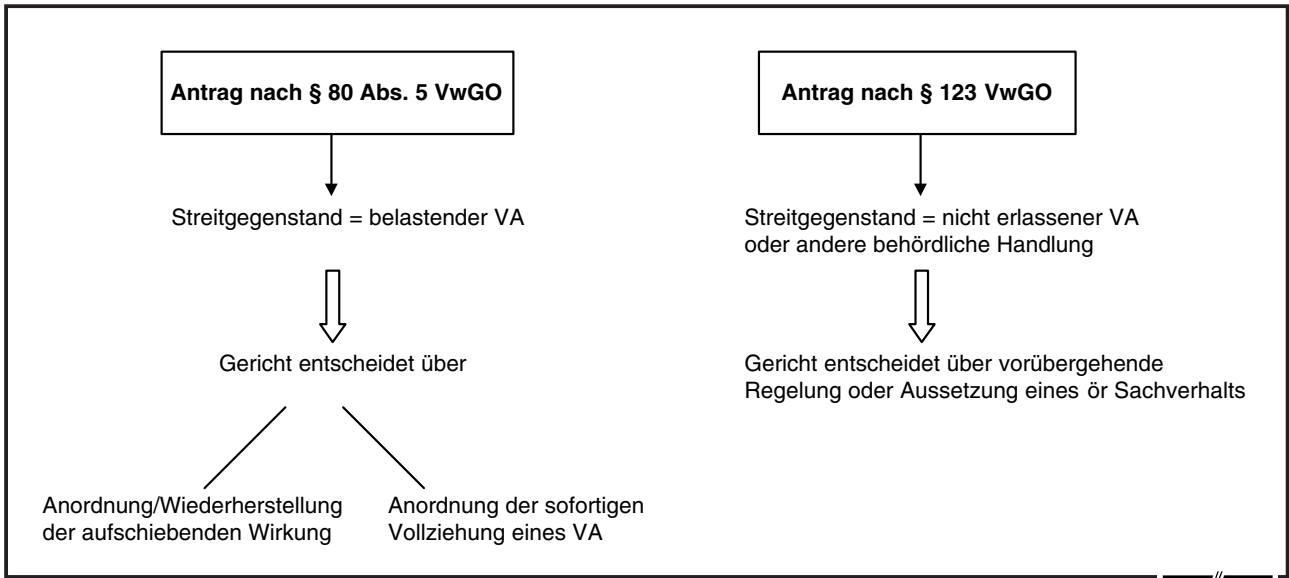 Antrag nach § 80 Abs. 5 VwGO
Streitgegenstand = belastender VA
Gericht entscheidet über
Anordnung/Wiederherstellung
der aufschiebenden Wirkung
Anordnung der sofortigen
Vollziehung eines VA
Antrag nach § 123 VwGO
Streitgegenstand = nicht erlassener VA
oder andere behördliche Handlung
Gericht entscheidet über vorübergehende
Regelung oder Aussetzung eines ör Sachverhalts